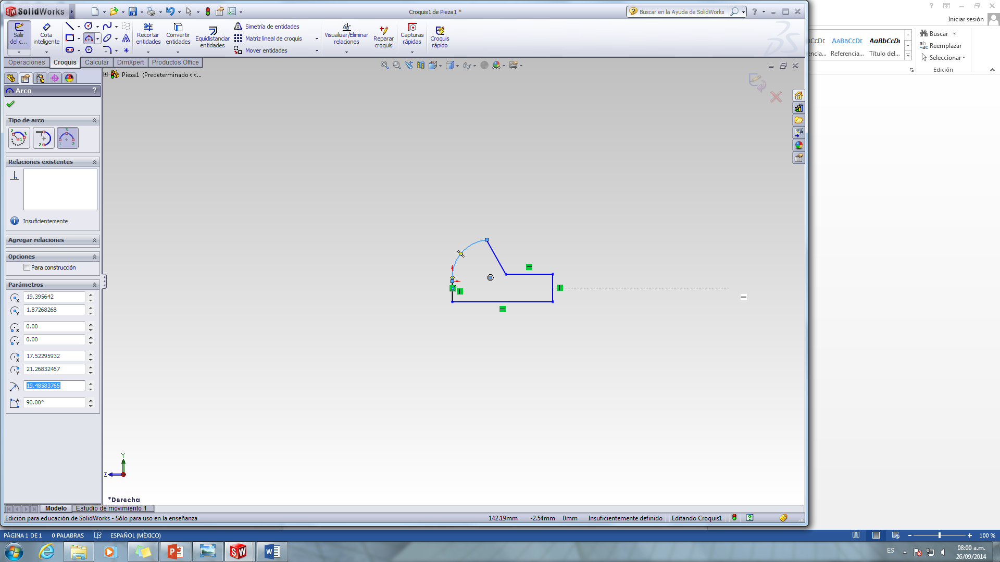 SolidWorks
Croquis1 de Pieza1 *
Buscar en la Ayuda de SolidWorks
Iniciar sesión
Salir del c...
Cota inteligente
Recortar entidades
Convertir entidades
Equidistanciar entidades
Simetría de entidades
Matriz lineal de croquis
Mover entidades
Visualizar/Eliminar relaciones
Reparar croquis
Capturas rápidas
Croquis rápido
AABBCCDE
AaBbCcDc
Referencia...
Título del...
Buscar
Reemplazar
Seleccionar
Edición
Operaciones
Croquis
Calcular
DimXpert
Productos Office
Pieza1 (Predeterminado<<...
Arco
?
Tipo de arco
Relaciones existentes
Insuficientemente
Agregar relaciones
Opciones
Para construcción
Parámetros
19.395642
1.87268268
0.00
0.00
17.52295932
21.26832467
19.48583765
90.00°
Y
Z
*Derecha
Modelo
Estudio de movimiento 1
Edición para educación de SolidWorks - Sólo para uso en la enseñanza
142.19mm
-2.54mm
0mm
Insuficientemente definido
Editando Croquis1
PÁGINA 1 DE 1
0 PALABRAS
ESPAÑOL (MÉXICO)
100 %
ES
08:00 a.m.
26/09/2014